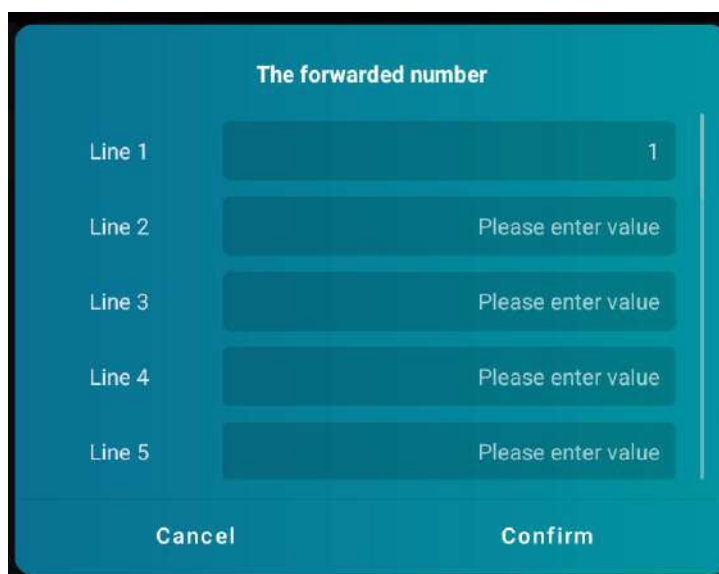 The forwarded number
Line 1 1
Line 2 Please enter value
Line 3 Please enter value
Line 4 Please enter value
Line 5 Please enter value
Cancel Confirm